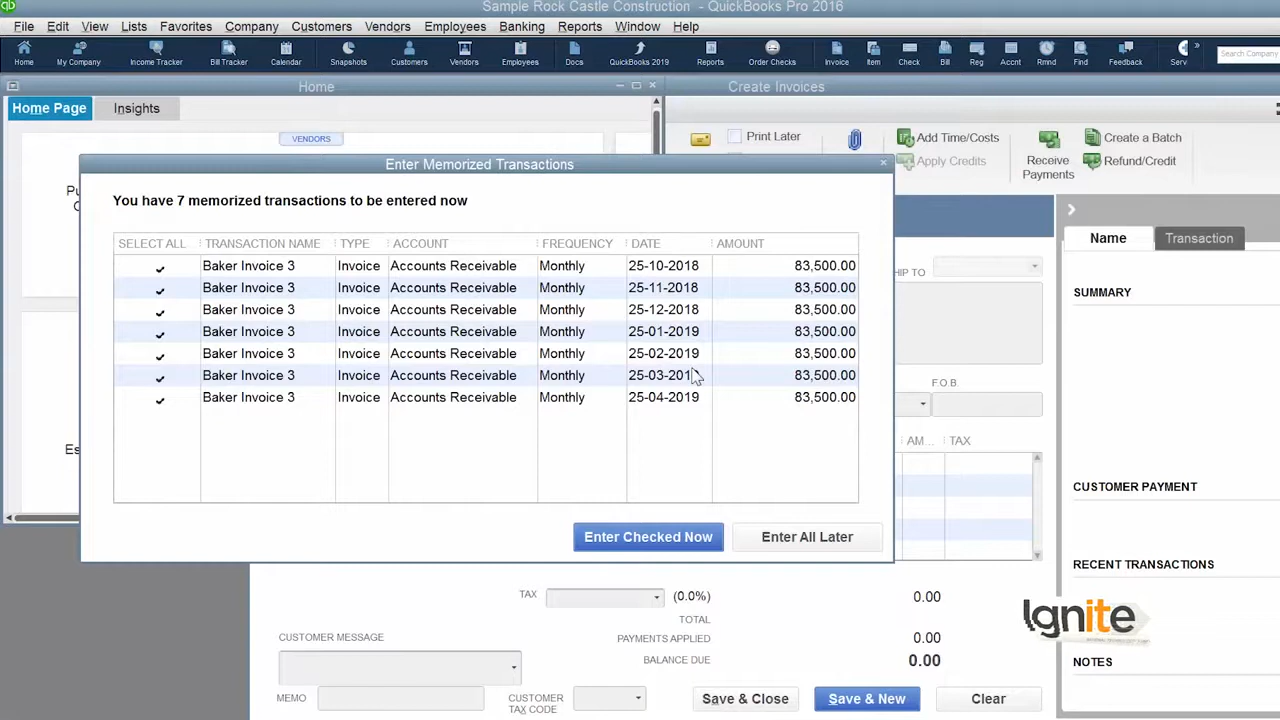 qb
Sample Rock Castle Construction - QuickBooks Pro 2016
File Edit View Lists Favorites Company Customers Vendors Employees Banking Reports Window Help
Home My Company Income Tracker Bill Tracker Calendar Snapshots Customers Vendors Employees Docs QuickBooks 2019 Reports Order Checks Invoice Item Check Bill Reg Accnt Rmnd Find Feedback Serv
Search Company
Home
Create Invoices
Home Page Insights
VENDORS
Print Later
Add Time/Costs
Create a Batch
Apply Credits
Receive Payments
Refund/Credit
Enter Memorized Transactions
You have 7 memorized transactions to be entered now
SELECT ALL TRANSACTION NAME TYPE ACCOUNT FREQUENCY DATE AMOUNT
Baker Invoice 3 Invoice Accounts Receivable Monthly 25-10-2018 83,500.00
Baker Invoice 3 Invoice Accounts Receivable Monthly 25-11-2018 83,500.00
Baker Invoice 3 Invoice Accounts Receivable Monthly 25-12-2018 83,500.00
Baker Invoice 3 Invoice Accounts Receivable Monthly 25-01-2019 83,500.00
Baker Invoice 3 Invoice Accounts Receivable Monthly 25-02-2019 83,500.00
Baker Invoice 3 Invoice Accounts Receivable Monthly 25-03-201 83,500.00
Baker Invoice 3 Invoice Accounts Receivable Monthly 25-04-2019 83,500.00
Enter Checked Now Enter All Later
HIP TO
F.O.B.
AM... TAX
Name Transaction
SUMMARY
CUSTOMER PAYMENT
RECENT TRANSACTIONS
NOTES
Ignite
TAX (0.0%) 0.00
TOTAL
CUSTOMER MESSAGE
PAYMENTS APPLIED 0.00
BALANCE DUE 0.00
MEMO
CUSTOMER
TAX CODE
Save & Close Save & New Clear